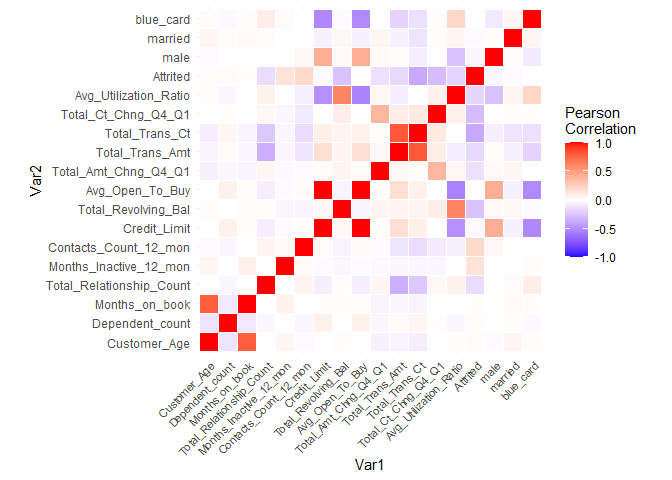 blue_card
married
male
Attrited
Avg_Utilization_Ratio
Total_Ct_Chng_Q4_Q1
Total_Trans_Ct
Total_Trans_Amt
Total_Amt_Chng_Q4_Q1
Avg_Open_To_Buy
Total_Revolving_Bal
Credit_Limit
Contacts_Count_12_mon
Months_Inactive_12_mon
Total_Relationship_Count
Months_on_book
Dependent_count
Customer_Age
Var2
Customer_Age
Dependent_count
Months_on_book
Total_Relationship_Count
Months_Inactive_12_mon
Contacts_Count_12_mon
Credit_Limit
Total_Revolving_Bal
Avg_Open_To_Buy
Total_Amt_Chng_Q4_Q1
Total_Trans_Amt
Total_Trans_Ct
Total_Ct_Chng_Q4_Q1
Avg_Utilization_Ratio
Attrited
male
married
blue_card
Var1
Pearson
Correlation
1.0
0.5
0.0
-0.5
-1.0